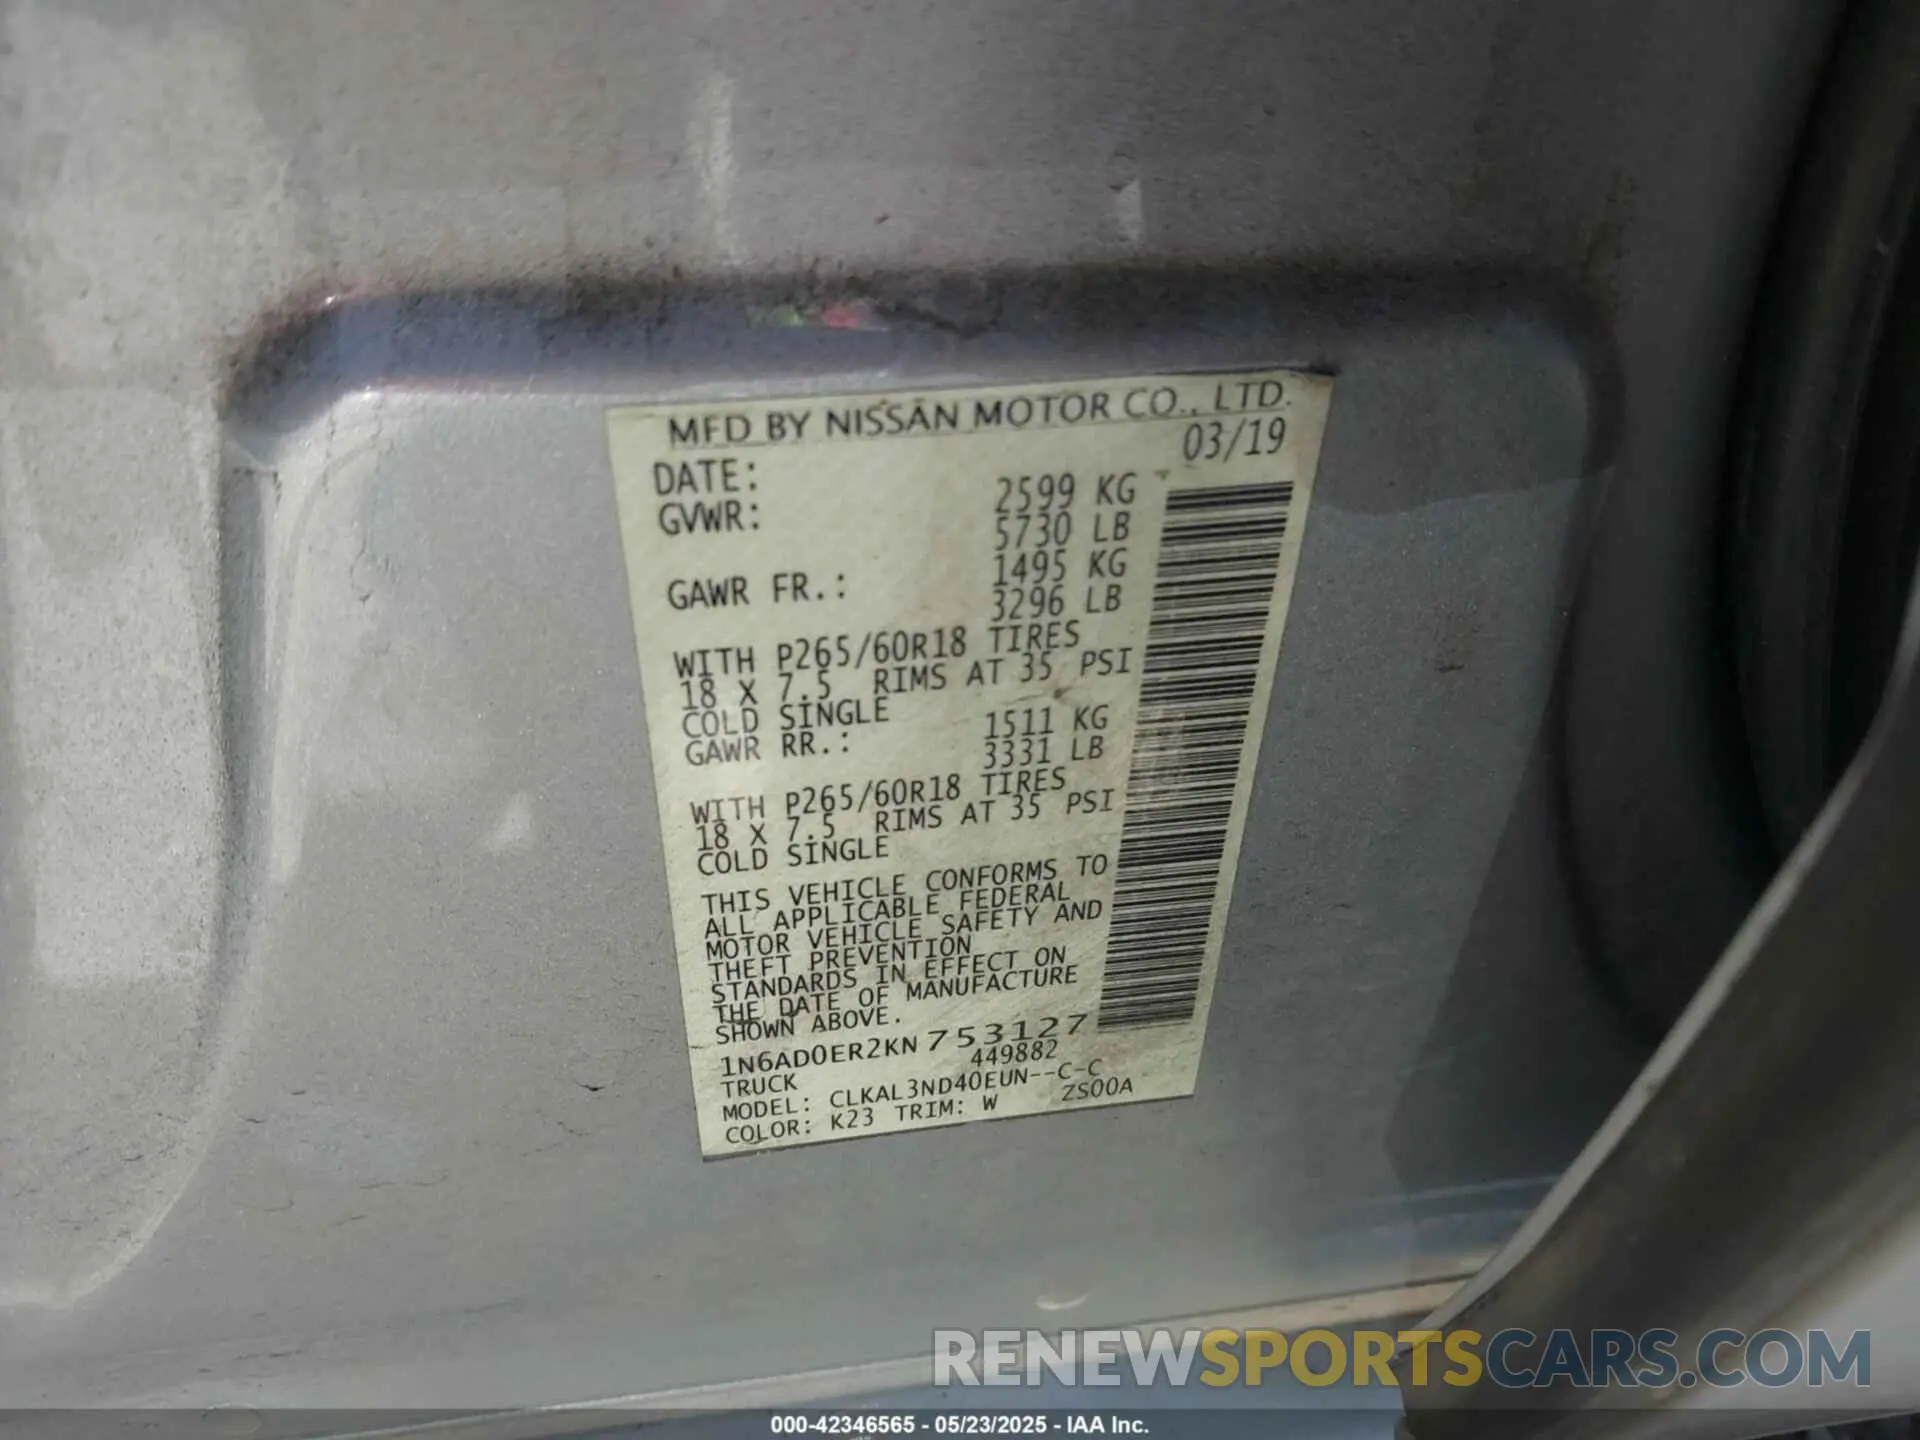 MFD BY NISSAN MOTOR CO., LTD.
DATE: 03/19
GVWR: 2599 KG
5730 LB
GAWR FR.: 1495 KG
3296 LB
WITH P265/60R18 TIRES
18 X 7.5 RIMS AT 35 PSI
COLD SINGLE
GAWR RR.: 1511 KG
3331 LB
WITH P265/60R18 TIRES
18 X 7.5 RIMS AT 35 PSI
COLD SINGLE
THIS VEHICLE CONFORMS TO
ALL APPLICABLE FEDERAL
MOTOR VEHICLE SAFETY AND
THEFT PREVENTION
STANDARDS IN EFFECT ON
THE DATE OF MANUFACTURE
SHOWN ABOVE.
1N6AD0ER2KN753127
TRUCK 449882
MODEL: CLKAL3ND40EUN--C-C
COLOR: K23 TRIM: W ZS00A
RENEWSPORTSCARS.COM
000-42346565 - 05/23/2025 - IAA Inc.